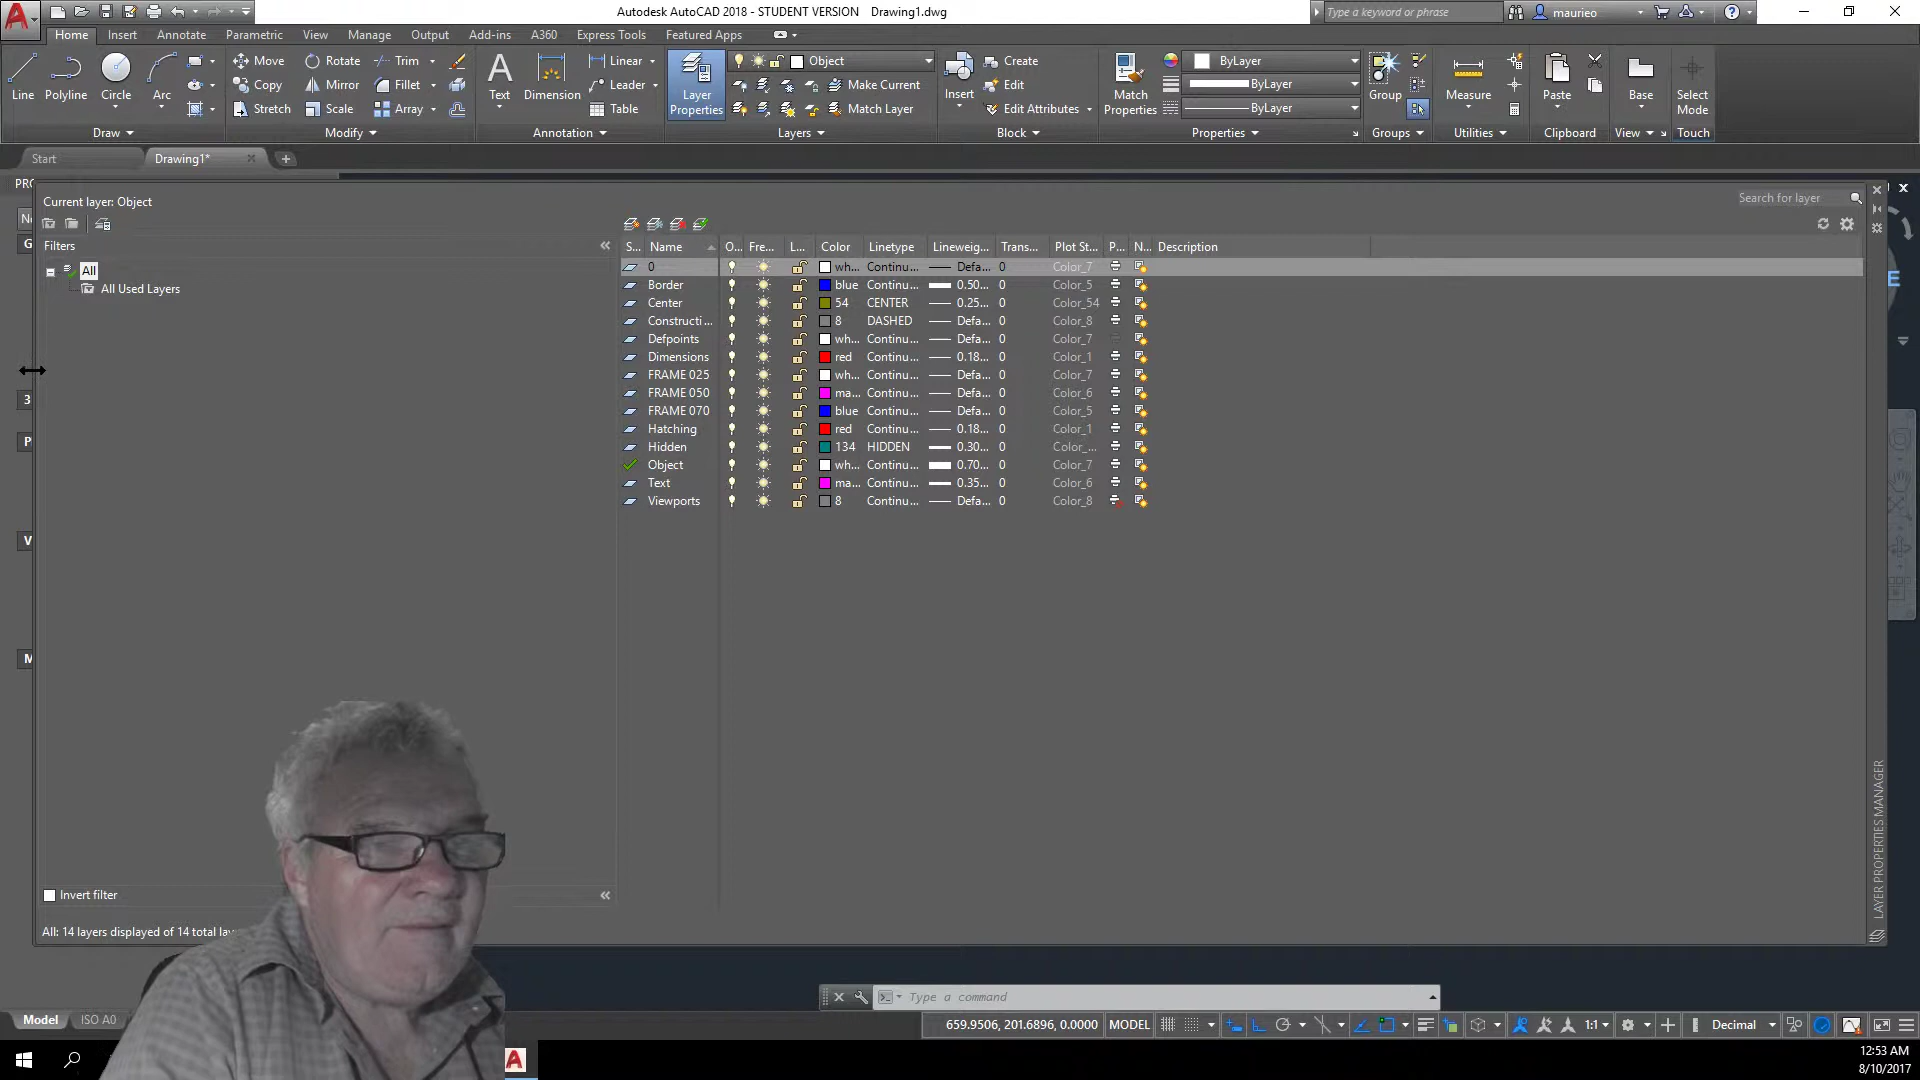 Autodesk AutoCAD 2018 - STUDENT VERSION Drawing1.dwg
Type a keyword or phrase
maurieo
Home Insert Annotate Parametric View Manage Output Add-ins A360 Express Tools Featured Apps
Line Polyline Circle Arc
Move Rotate Trim
Copy Mirror Fillet
Stretch Scale Array
Text Dimension
Linear
Leader
Table
Layer Properties
Object
Make Current
Match Layer
Insert
Create
Edit
Edit Attributes
Match Properties
ByLayer
ByLayer
ByLayer
Group
Measure
Paste
Base
Select Mode
Draw Modify Annotation Layers Block Properties Groups Utilities Clipboard View Touch
Start Drawing1*
PRC
Current layer: Object
Search for layer
Filters
All
All Used Layers
S... Name O... Fre... L... Color Linetype Lineweig... Trans... Plot St... P... N... Description
0 wh... Continu... Defa... 0 Color_7
Border blue Continu... 0.50... 0 Color_5
Center 54 CENTER 0.25... 0 Color_54
Constructi... 8 DASHED Defa... 0 Color_8
Defpoints wh... Continu... Defa... 0 Color_7
Dimensions red Continu... 0.18... 0 Color_1
FRAME 025 wh... Continu... Defa... 0 Color_7
FRAME 050 ma... Continu... Defa... 0 Color_6
FRAME 070 blue Continu... Defa... 0 Color_5
Hatching red Continu... 0.18... 0 Color_1
Hidden 134 HIDDEN 0.30... 0 Color_...
Object wh... Continu... 0.70... 0 Color_7
Text ma... Continu... 0.35... 0 Color_6
Viewports 8 Continu... Defa... 0 Color_8
E
G
3
P
V
M
LAYER PROPERTIES MANAGER
Invert filter
All: 14 layers displayed of 14 total
Type a command
Model ISO A0
659.9506, 201.6896, 0.0000 MODEL 1:1 Decimal
12:53 AM
8/10/2017